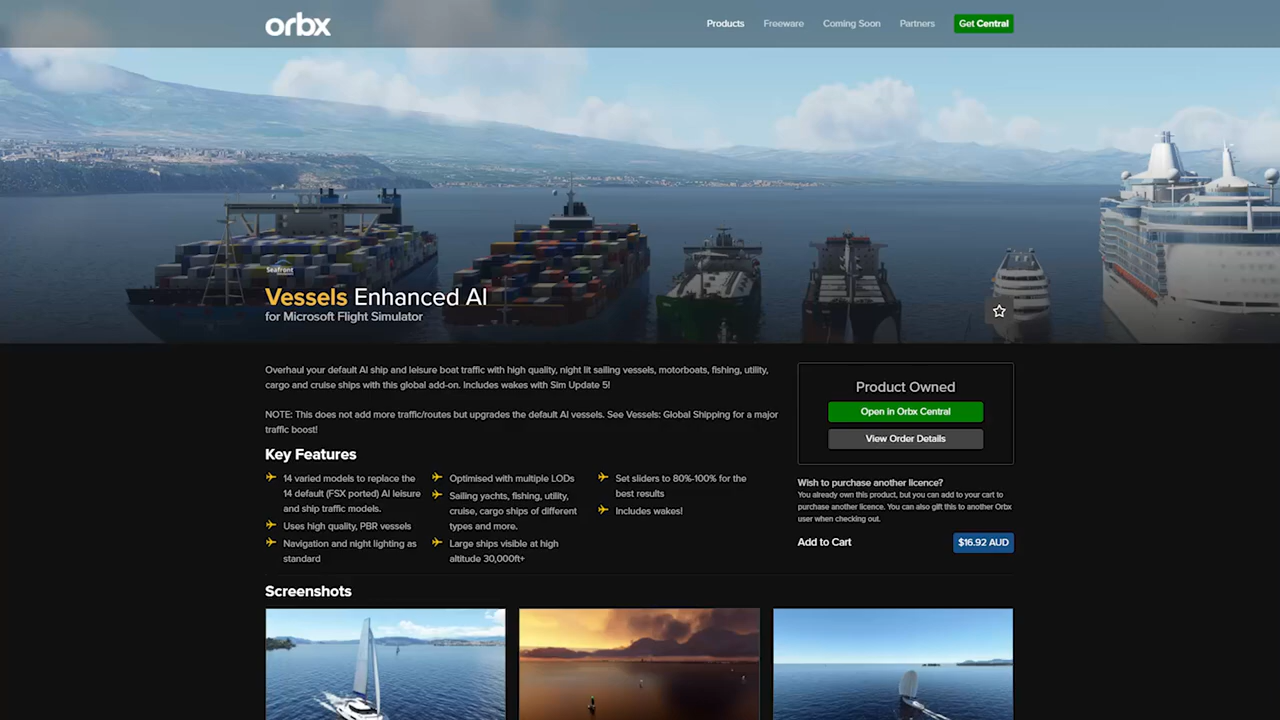 orbx
Products
Freeware
Coming Soon
Partners
Get Central
Seafront
Vessels Enhanced AI
for Microsoft Flight Simulator
Overhaul your default AI ship and leisure boat traffic with high quality, night lit sailing vessels, motorboats, fishing, utility,
cargo and cruise ships with this global add-on. Includes wakes with Sim Update 5!
NOTE: This does not add more traffic/routes but upgrades the default AI vessels. See Vessels: Global Shipping for a major
traffic boost!
Key Features
14 varied models to replace the
14 default (FSX ported) AI leisure
and ship traffic models.
Uses high quality, PBR vessels
Navigation and night lighting as
standard
Optimised with multiple LODs
Sailing yachts, fishing, utility,
cruise, cargo ships of different
types and more.
Large ships visible at high
altitude 30,000ft+
Set sliders to 80%-100% for the
best results
Includes wakes!
Product Owned
Open in Orbx Central
View Order Details
Wish to purchase another licence?
You already own this product, but you can add to your cart to
purchase another licence. You can also gift this to another Orbx
user when checking out.
Add to Cart
$16.92 AUD
Screenshots